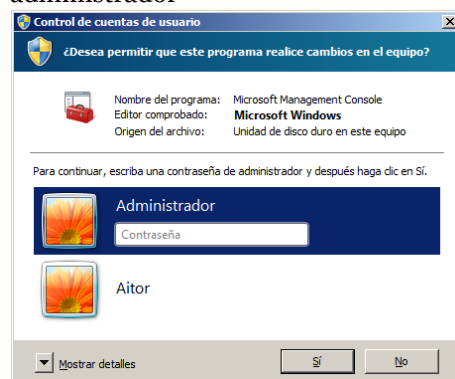 administrador
Control de cuentas de usuario
¿Desea permitir que este programa realice cambios en el equipo?
Nombre del programa: Microsoft Management Console
Editor comprobado: Microsoft Windows
Origen del archivo: Unidad de disco duro en este equipo
Para continuar, escriba una contraseña de administrador y después haga clic en Sí.
Administrador
Contraseña
Aitor
Mostrar detalles
Sí
No